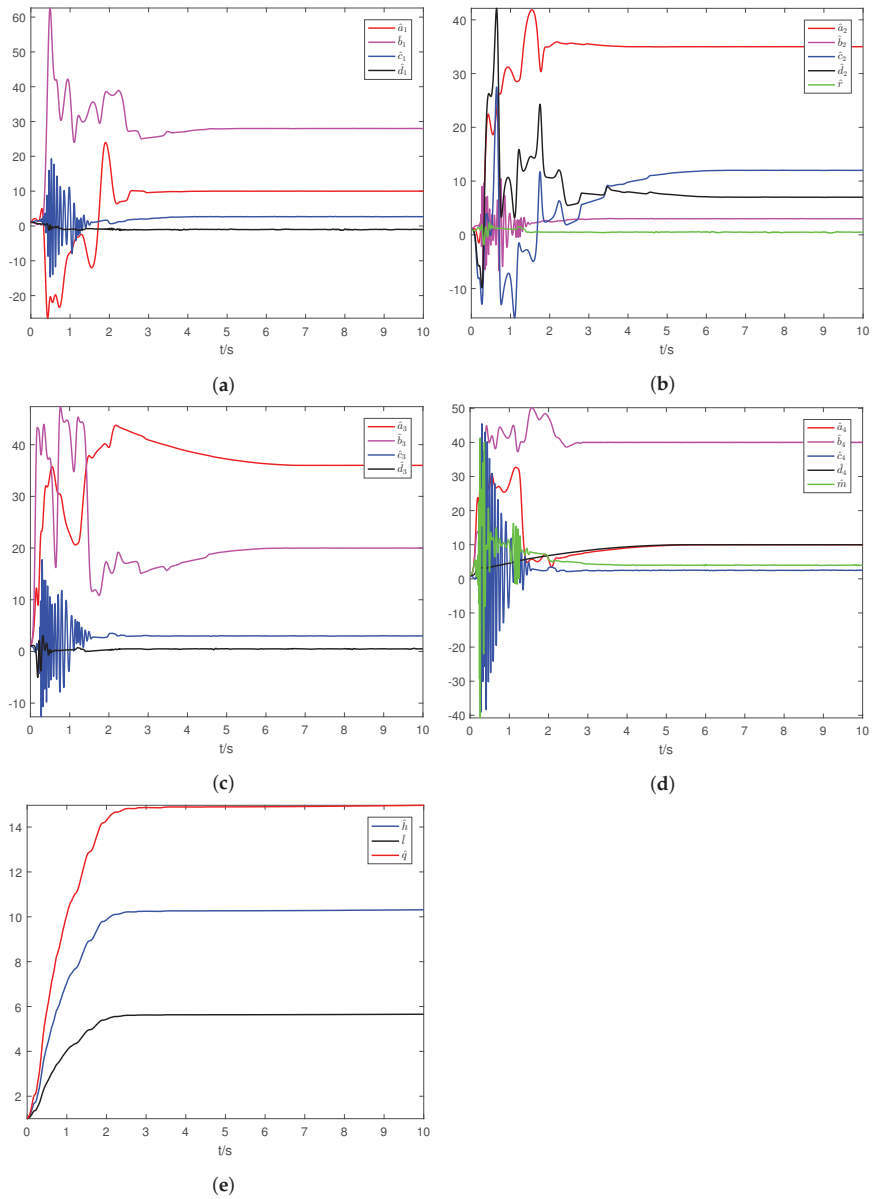 60
50
40
30
20
10
0
-10
-20
0 1 2 3 4 5 6 7 8 9 10
t/s
â₁
b̂₁
ĉ₁
d̂₁
(a)
40
30
20
10
0
-10
0 1 2 3 4 5 6 7 8 9 10
t/s
â₂
b̂₂
ĉ₂
d̂₂
r̂
(b)
40
30
20
10
0
-10
0 1 2 3 4 5 6 7 8 9 10
t/s
â₃
b̂₃
ĉ₃
d̂₃
(c)
50
40
30
20
10
0
-10
-20
-30
-40
0 1 2 3 4 5 6 7 8 9 10
t/s
â₄
b̂₄
ĉ₄
d̂₄
m̂
(d)
14
12
10
8
6
4
2
0 1 2 3 4 5 6 7 8 9 10
t/s
ĥ
l̂
q̂
(e)